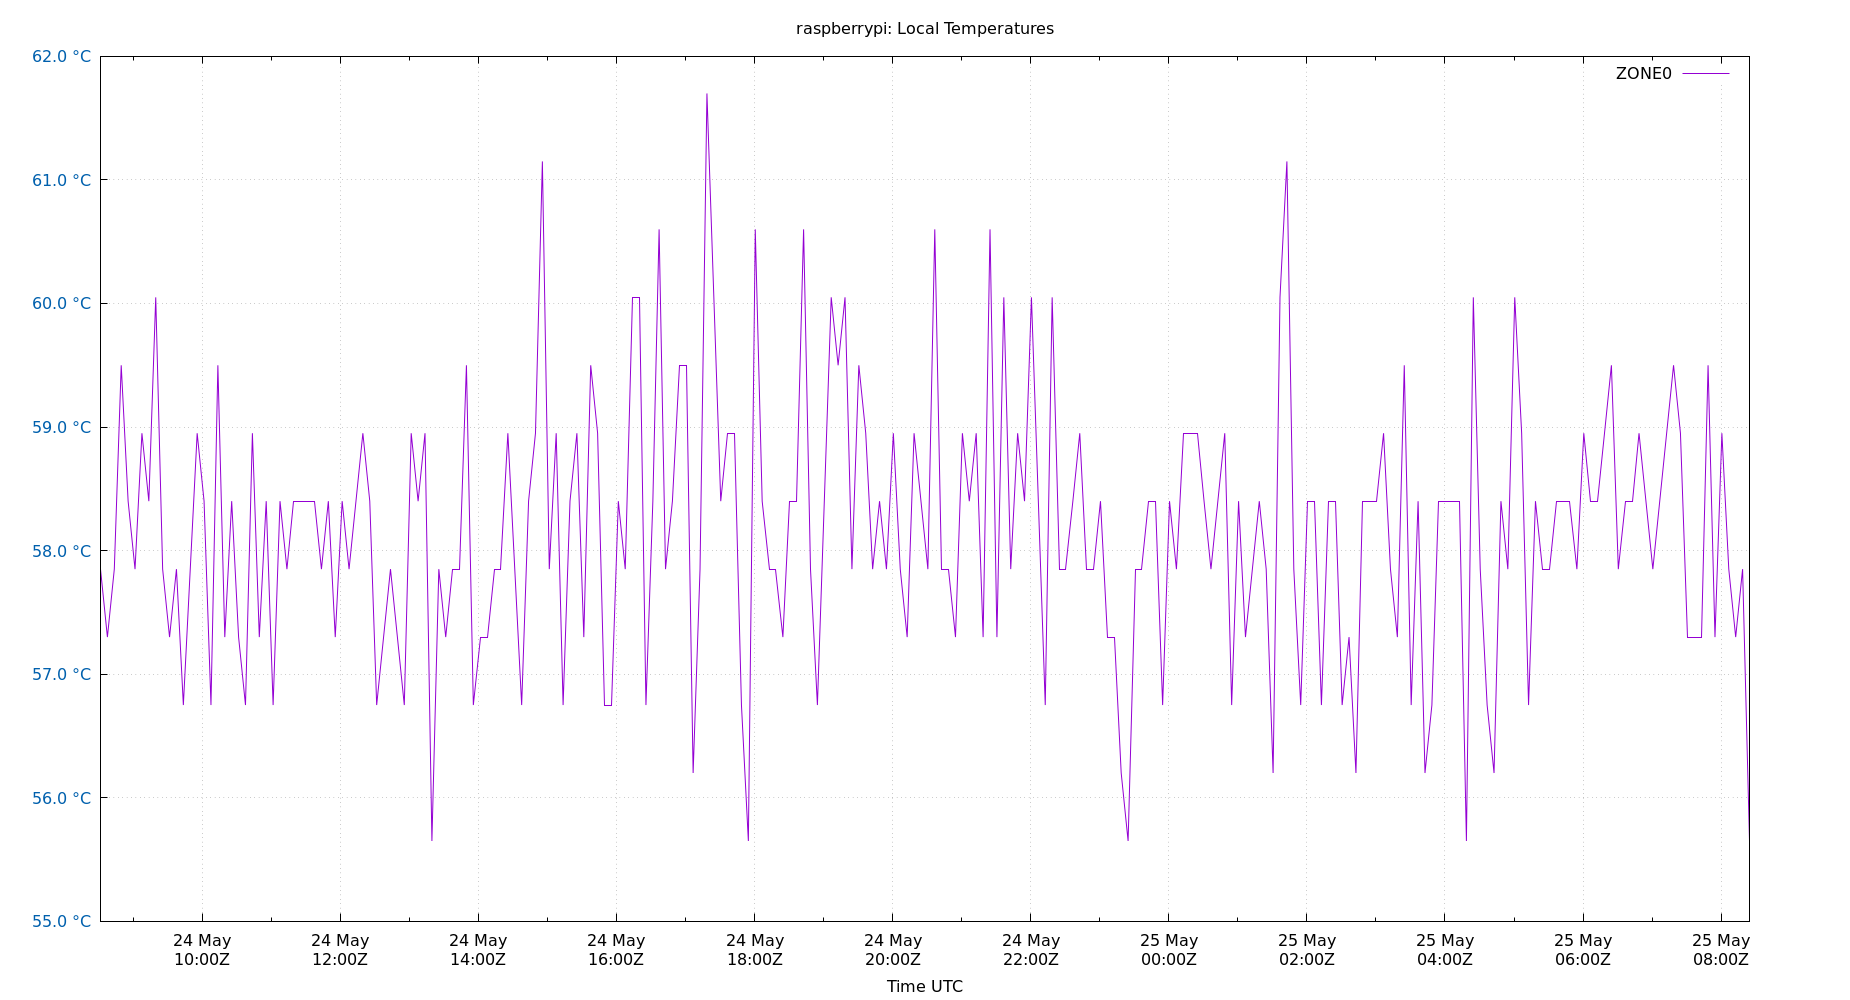 raspberrypi: Local Temperatures
62.0 °C
61.0 °C
60.0 °C
59.0 °C
58.0 °C
57.0 °C
56.0 °C
55.0 °C
ZONE0
24 May 24 May 24 May 24 May 24 May 24 May 24 May 25 May 25 May 25 May 25 May 25 May
10:00Z 12:00Z 14:00Z 16:00Z 18:00Z 20:00Z 22:00Z 00:00Z 02:00Z 04:00Z 06:00Z 08:00Z
Time UTC